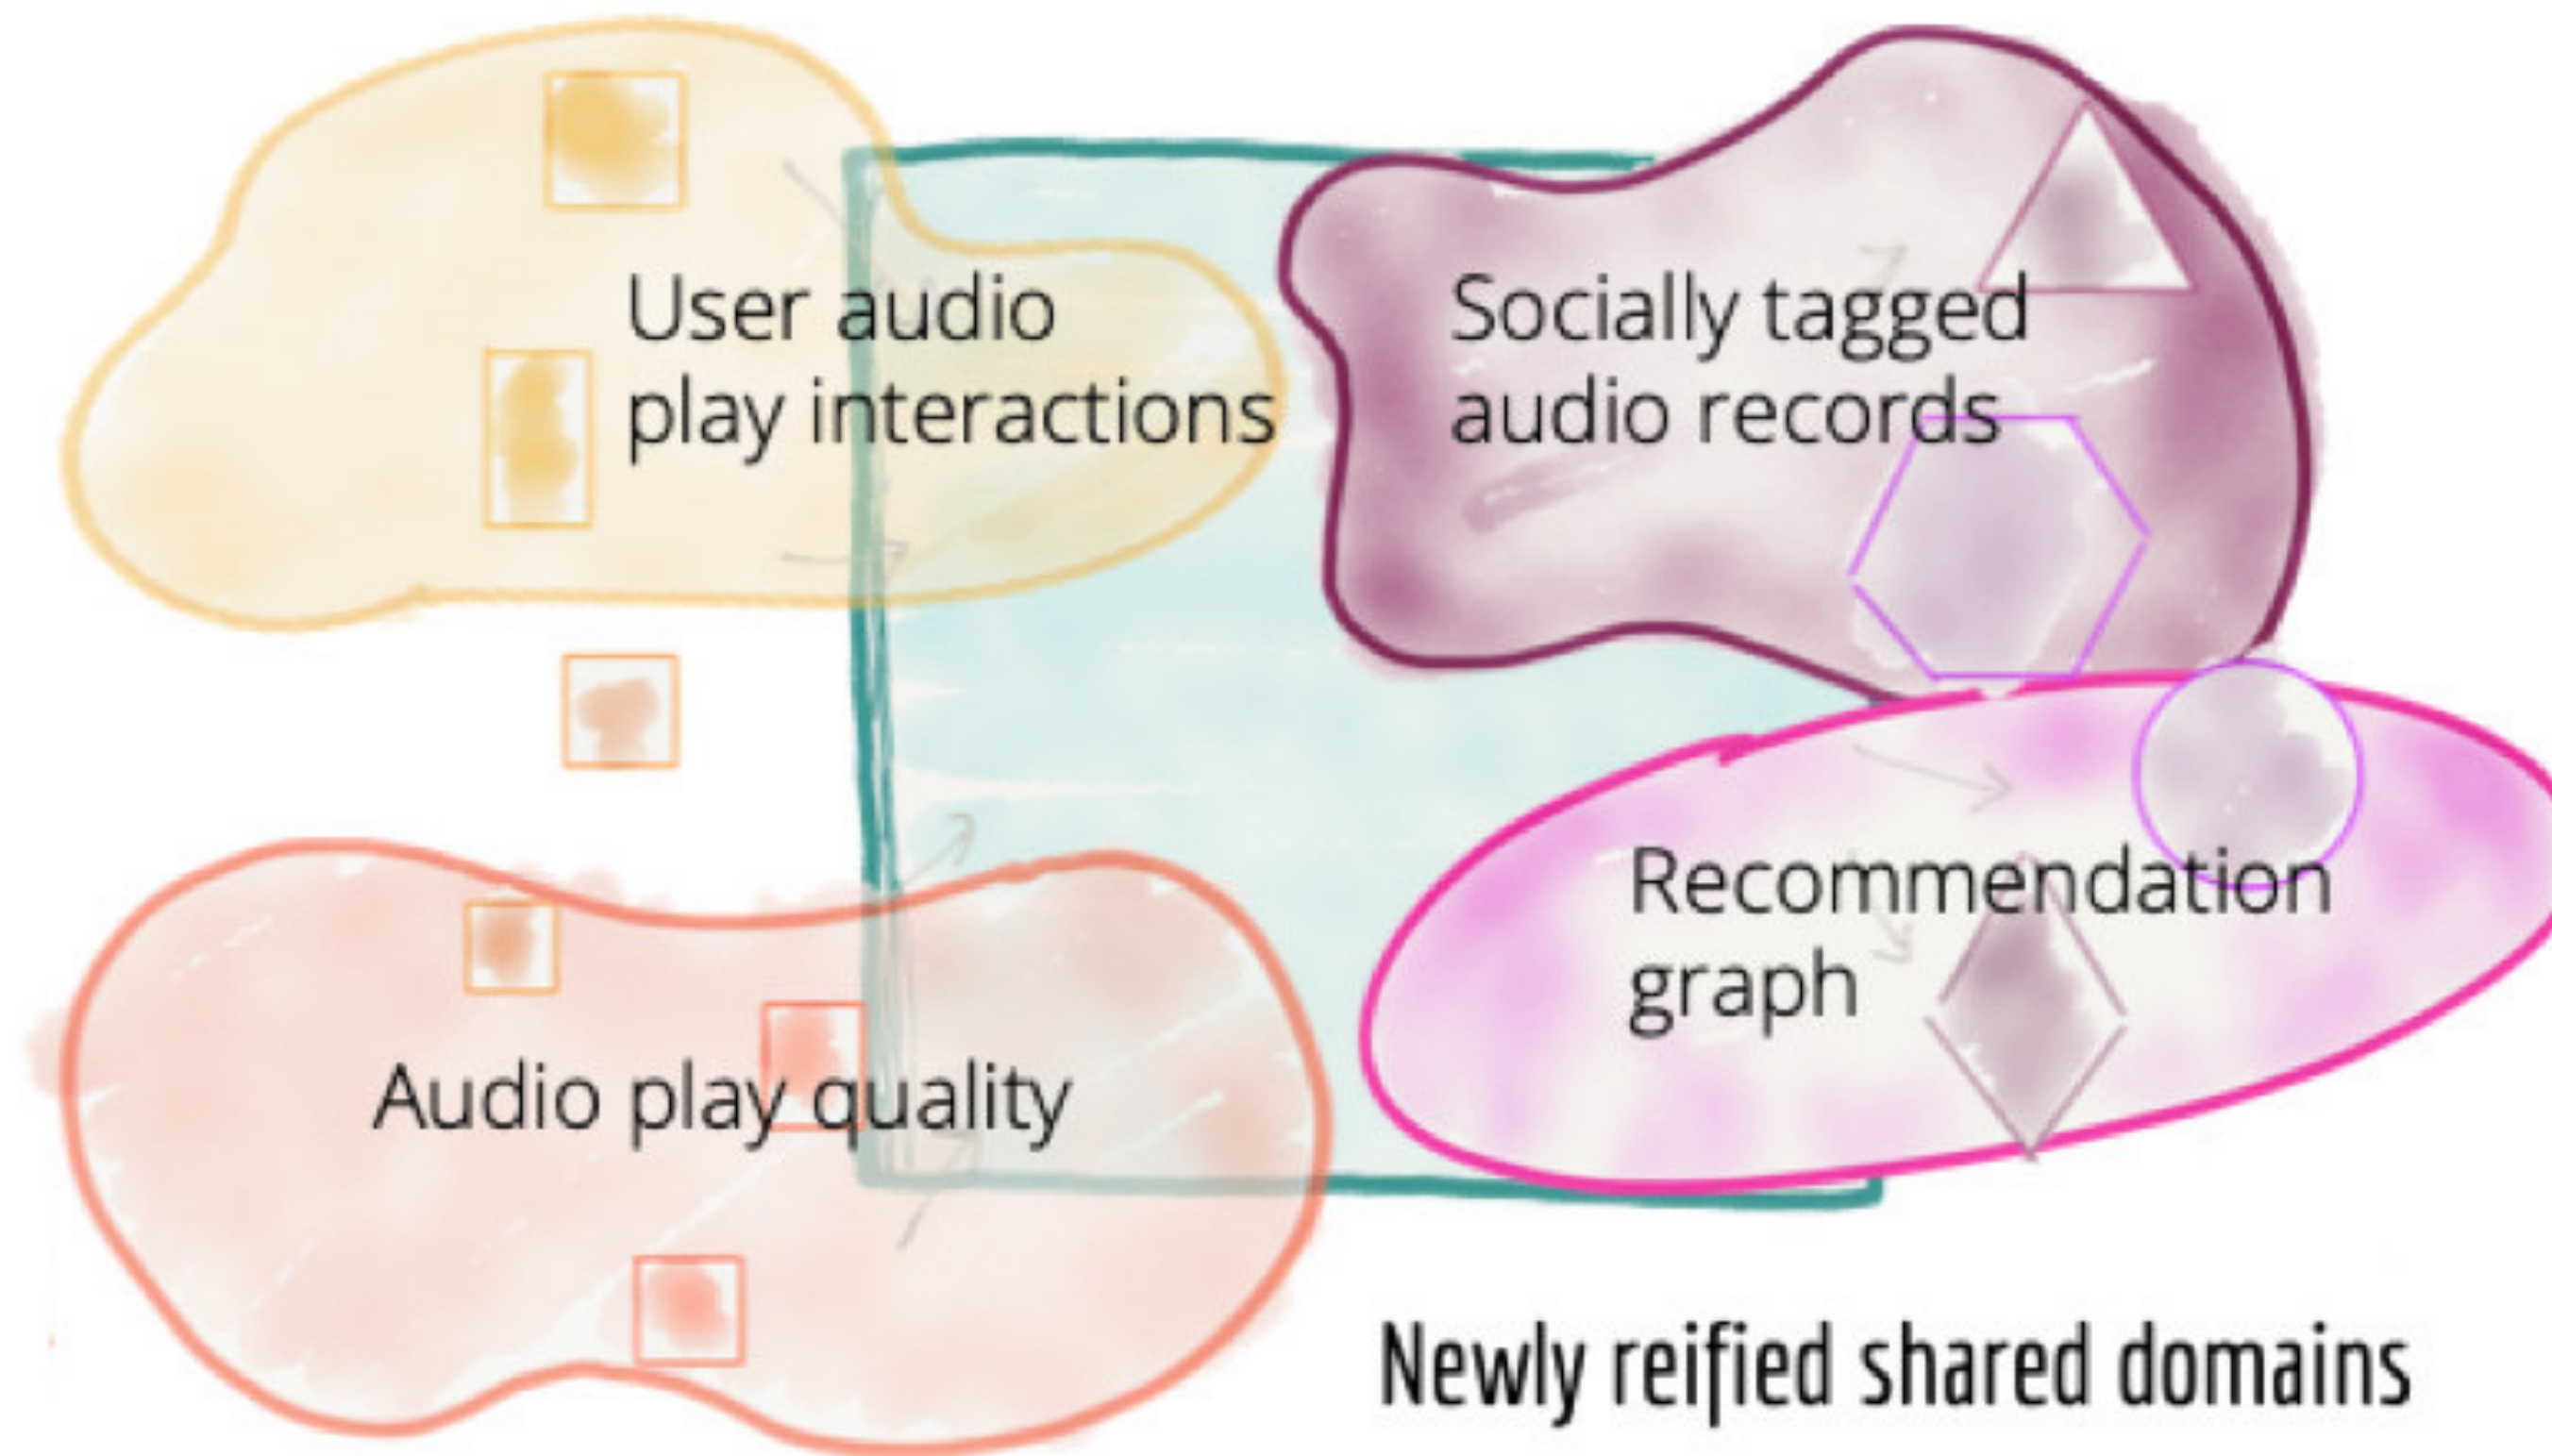 User audio
play interactions
Socially tagged
audio records
Recommendation
graph
Audio play quality
Newly reified shared domains